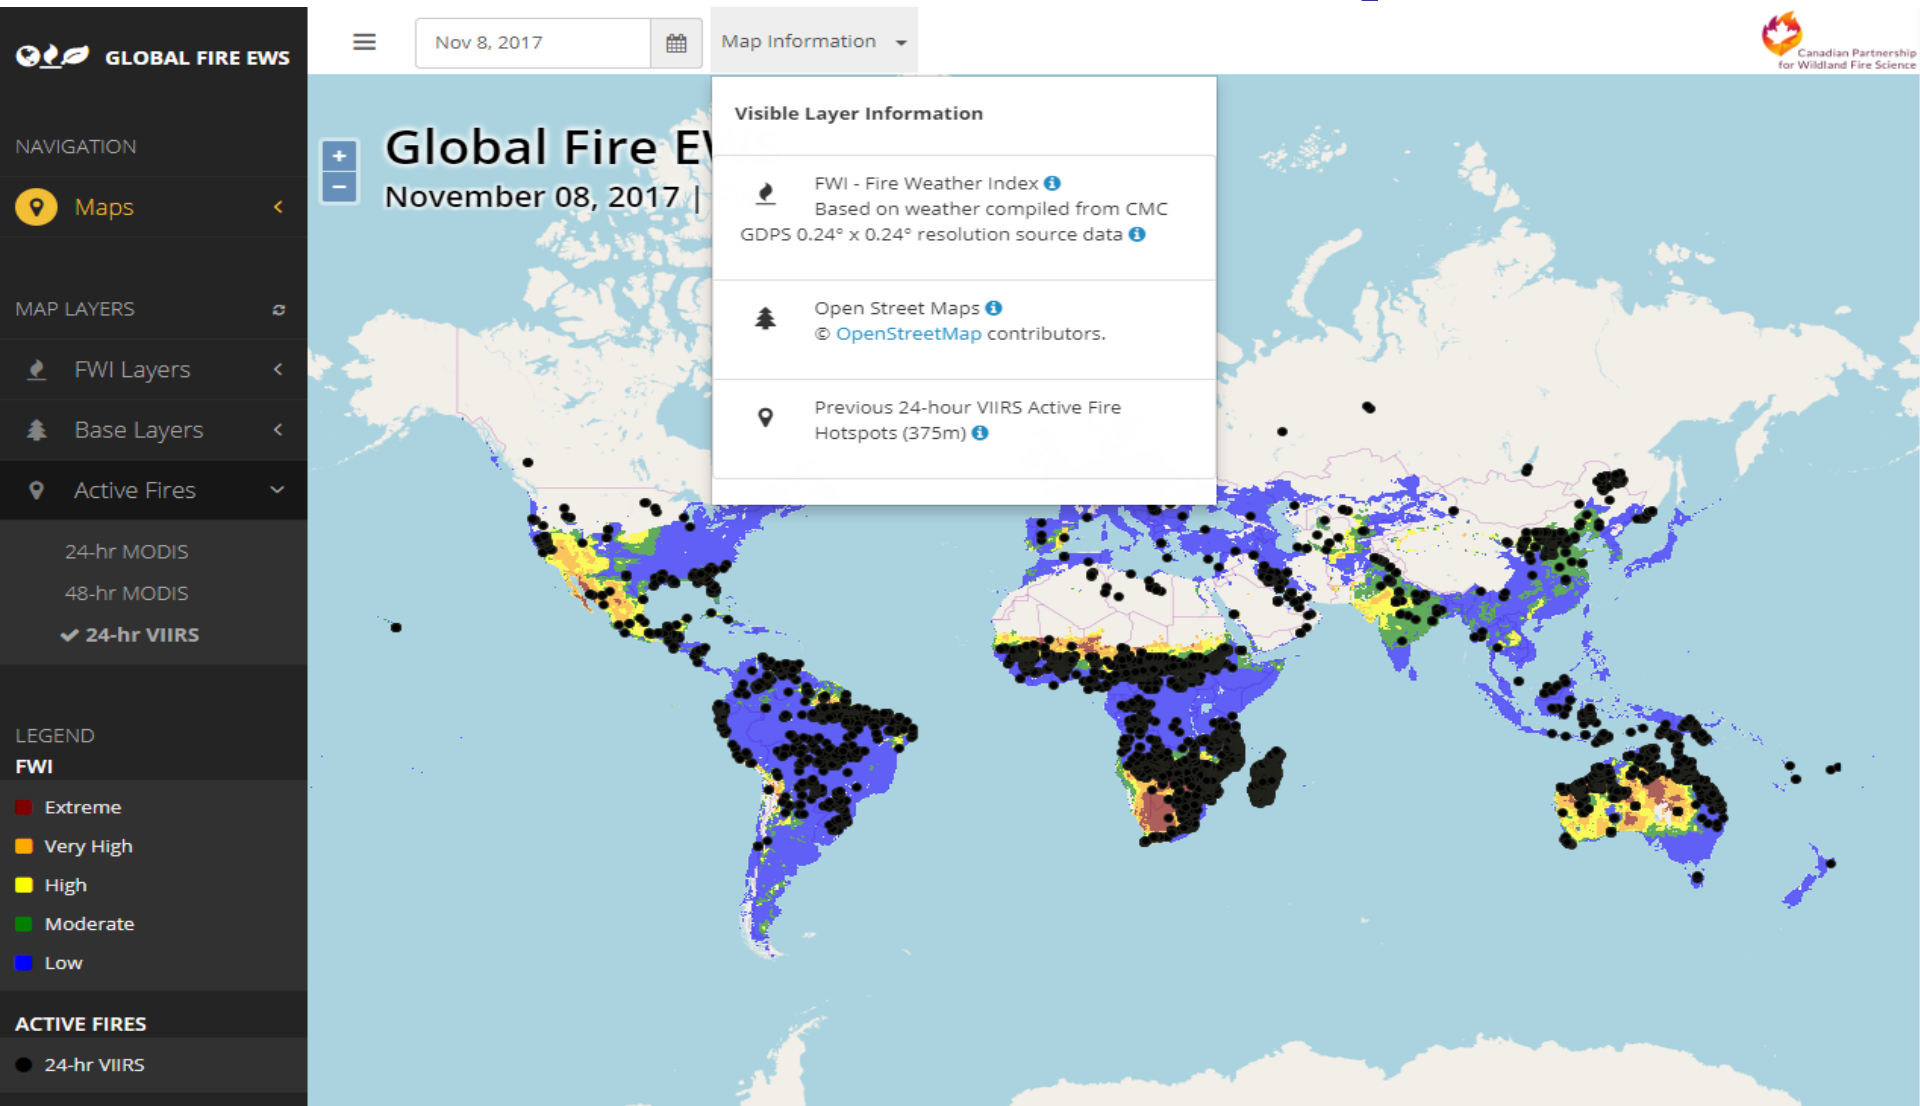 GLOBAL FIRE EWS
Nov 8, 2017
Map Information
Canadian Partnership
for Wildland Fire Science
NAVIGATION
Maps
MAP LAYERS
FWI Layers
Base Layers
Active Fires
24-hr MODIS
48-hr MODIS
24-hr VIIRS
LEGEND
FWI
Extreme
Very High
High
Moderate
Low
ACTIVE FIRES
24-hr VIIRS
+
−
Global Fire
November 08, 2017 |
Visible Layer Information
FWI - Fire Weather Index
Based on weather compiled from CMC
GDPS 0.24° x 0.24° resolution source data
Open Street Maps
© OpenStreetMap contributors.
Previous 24-hour VIIRS Active Fire
Hotspots (375m)